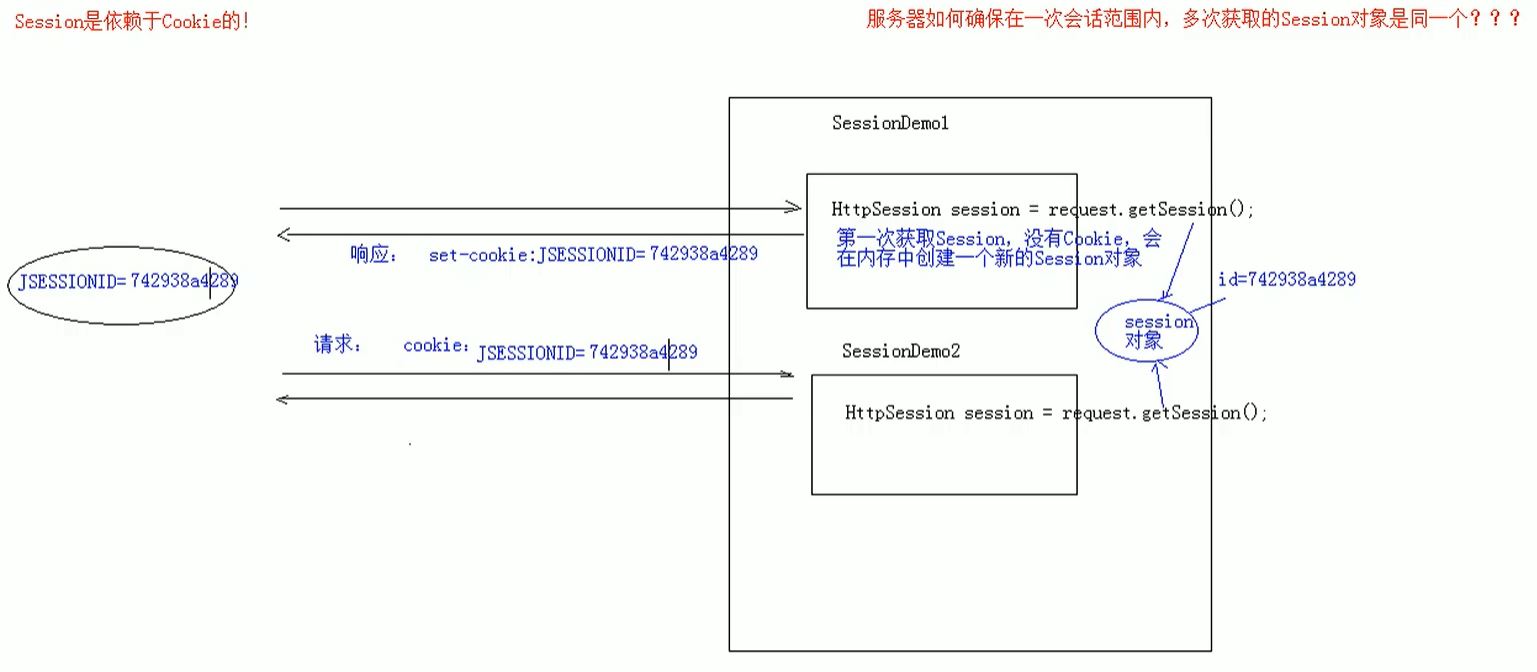 Session是依赖于Cookie的!
服务器如何确保在一次会话范围内，多次获取的Session对象是同一个？？？
SessionDemo1
HttpSession session = request.getSession();
第一次获取Session，没有Cookie，会
在内存中创建一个新的Session对象
响应： set-cookie:JSESSIONID=742938a4289
JSESSIONID=742938a4289
id=742938a4289
session
对象
请求： cookie：JSESSIONID=742938a4289
SessionDemo2
HttpSession session = request.getSession();